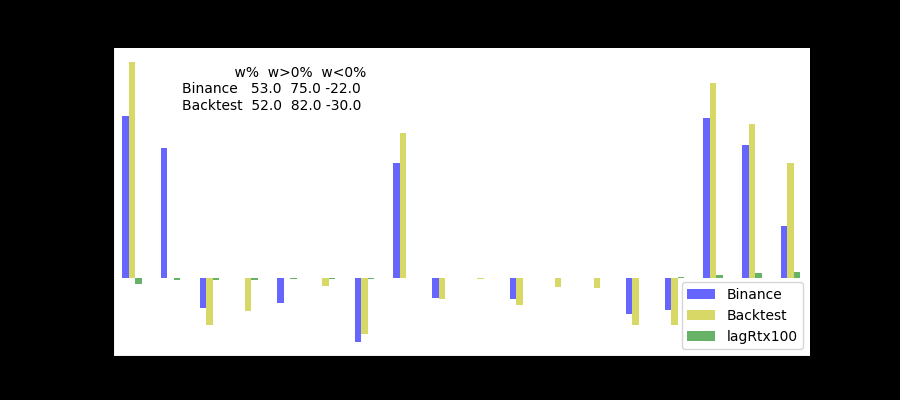 w% w>0% w<0%
Binance 53.0 75.0 -22.0
Backtest 52.0 82.0 -30.0
Binance
Backtest
lagRtx100